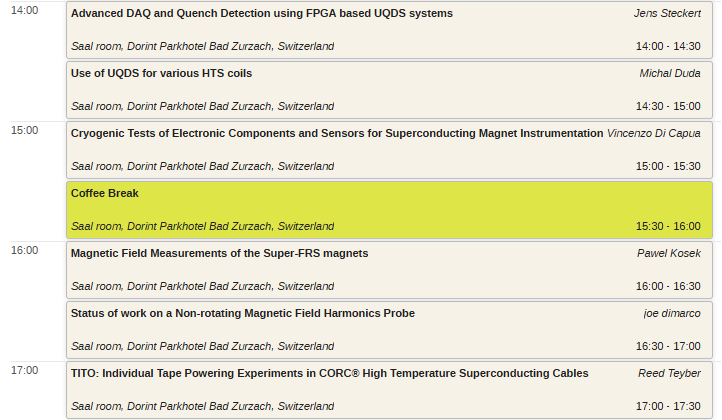 14:00
Advanced DAQ and Quench Detection using FPGA based UQDS systems Jens Steckert
Saal room, Dorint Parkhotel Bad Zurzach, Switzerland 14:00 - 14:30
Use of UQDS for various HTS coils Michal Duda
Saal room, Dorint Parkhotel Bad Zurzach, Switzerland 14:30 - 15:00
15:00
Cryogenic Tests of Electronic Components and Sensors for Superconducting Magnet Instrumentation Vincenzo Di Capua
Saal room, Dorint Parkhotel Bad Zurzach, Switzerland 15:00 - 15:30
Coffee Break
Saal room, Dorint Parkhotel Bad Zurzach, Switzerland 15:30 - 16:00
16:00
Magnetic Field Measurements of the Super-FRS magnets Pawel Kosek
Saal room, Dorint Parkhotel Bad Zurzach, Switzerland 16:00 - 16:30
Status of work on a Non-rotating Magnetic Field Harmonics Probe joe dimarco
Saal room, Dorint Parkhotel Bad Zurzach, Switzerland 16:30 - 17:00
17:00
TITO: Individual Tape Powering Experiments in CORC® High Temperature Superconducting Cables Reed Teyber
Saal room, Dorint Parkhotel Bad Zurzach, Switzerland 17:00 - 17:30